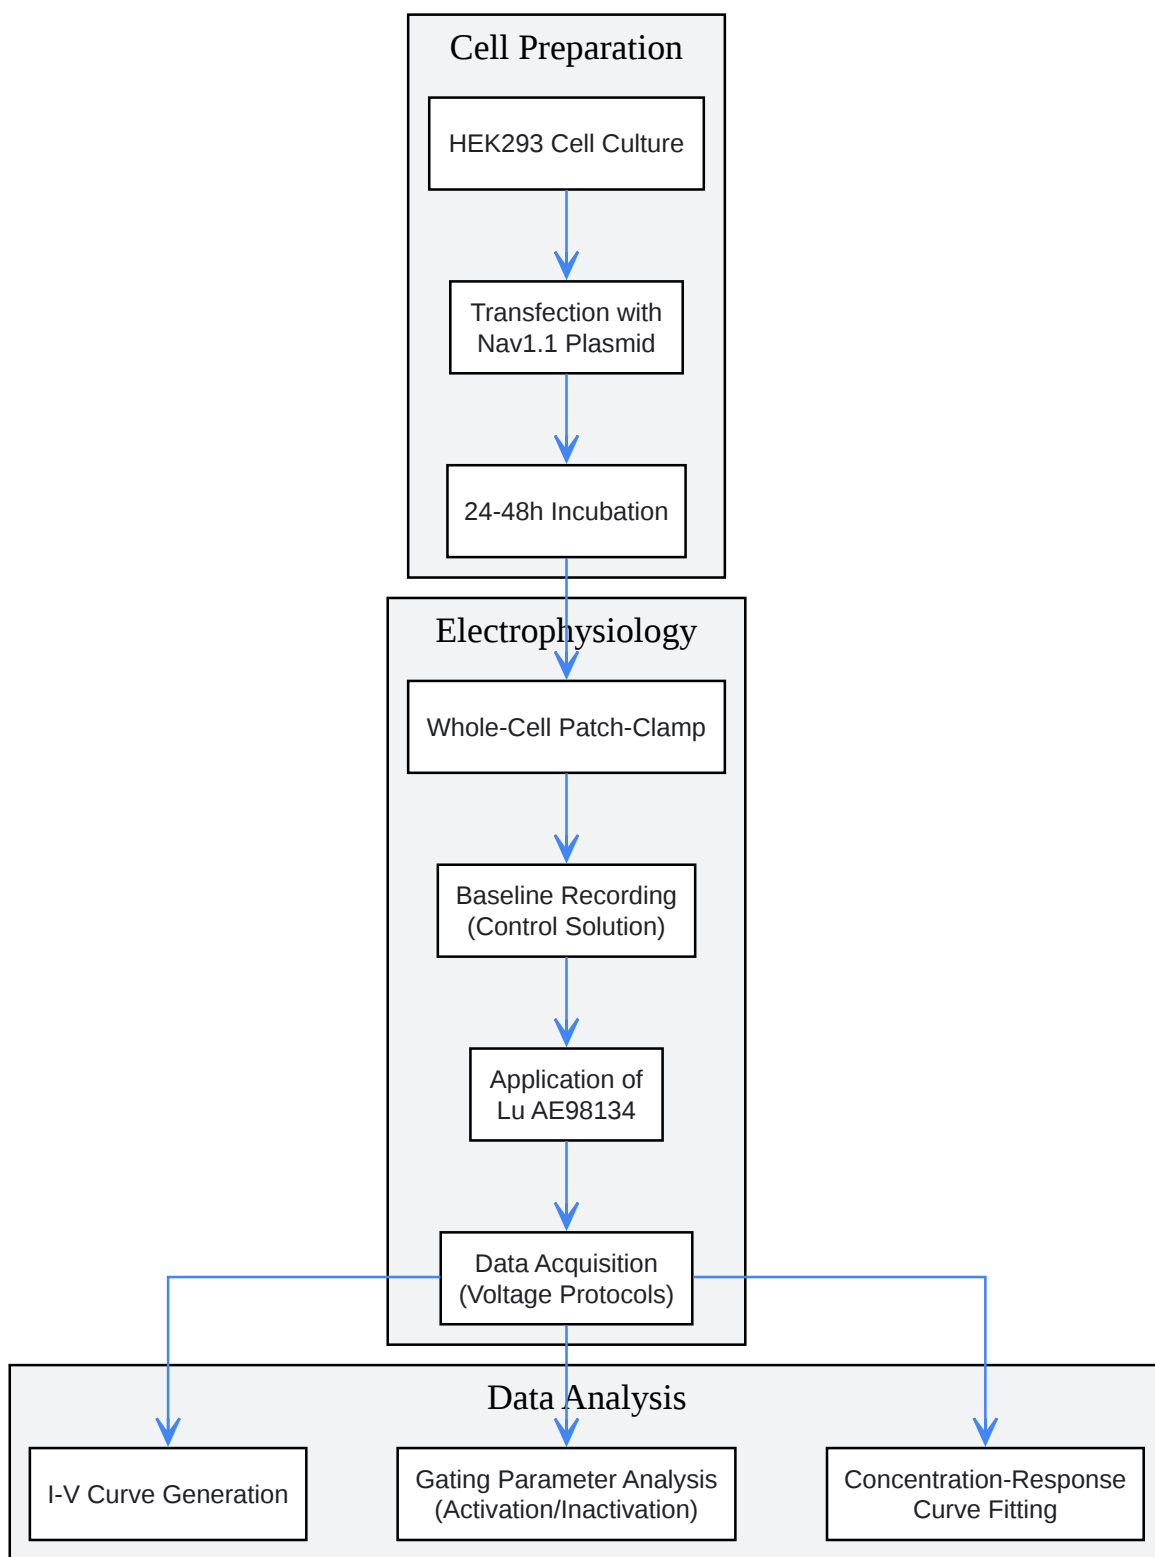 Cell Preparation
HEK293 Cell Culture
Transfection with
Nav1.1 Plasmid
24-48h Incubation
Electrophysiology
Whole-Cell Patch-Clamp
Baseline Recording
(Control Solution)
Application of
Lu AE98134
Data Acquisition
(Voltage Protocols)
Data Analysis
I-V Curve Generation
Gating Parameter Analysis
(Activation/Inactivation)
Concentration-Response
Curve Fitting